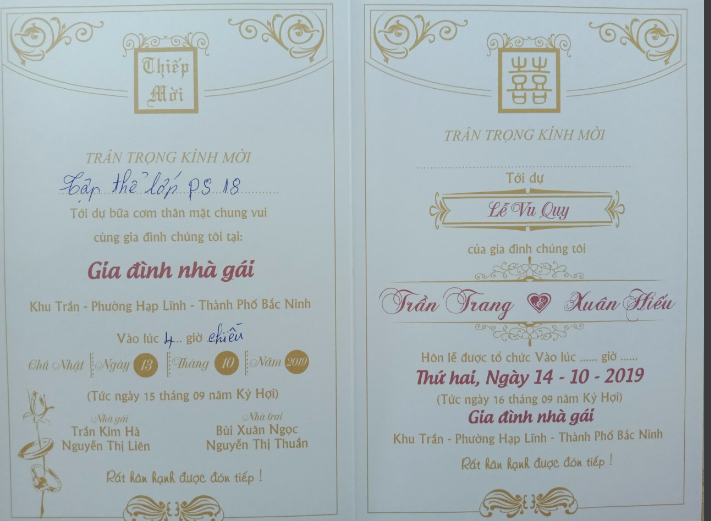 Thiếp
Mời
TRÂN TRỌNG KÍNH MỜI
Tập thể lớp PS 18
Tới dự bữa cơm thân mật chung vui
cùng gia đình chúng tôi tại:
Gia đình nhà gái
Khu Trần - Phường Hạp Lĩnh - Thành Phố Bắc Ninh
Vào lúc 4 giờ chiều
Chủ Nhật Ngày 13 Tháng 10 Năm 2019
(Tức ngày 15 tháng 09 năm Kỷ Hợi)
Nhà gái Nhà trai
Trần Kim Hà Bùi Xuân Ngọc
Nguyễn Thị Liên Nguyễn Thị Thuần
Rất hân hạnh được đón tiếp !
囍
TRÂN TRỌNG KÍNH MỜI
Tới dự
Lễ Vu Quy
của gia đình chúng tôi
Trần Trang Xuân Hiếu
Hôn lễ được tổ chức Vào lúc ...... giờ ......
Thứ hai, Ngày 14 - 10 - 2019
(Tức ngày 16 tháng 09 năm Kỷ Hợi)
Gia đình nhà gái
Khu Trần - Phường Hạp Lĩnh - Thành Phố Bắc Ninh
Rất hân hạnh được đón tiếp !